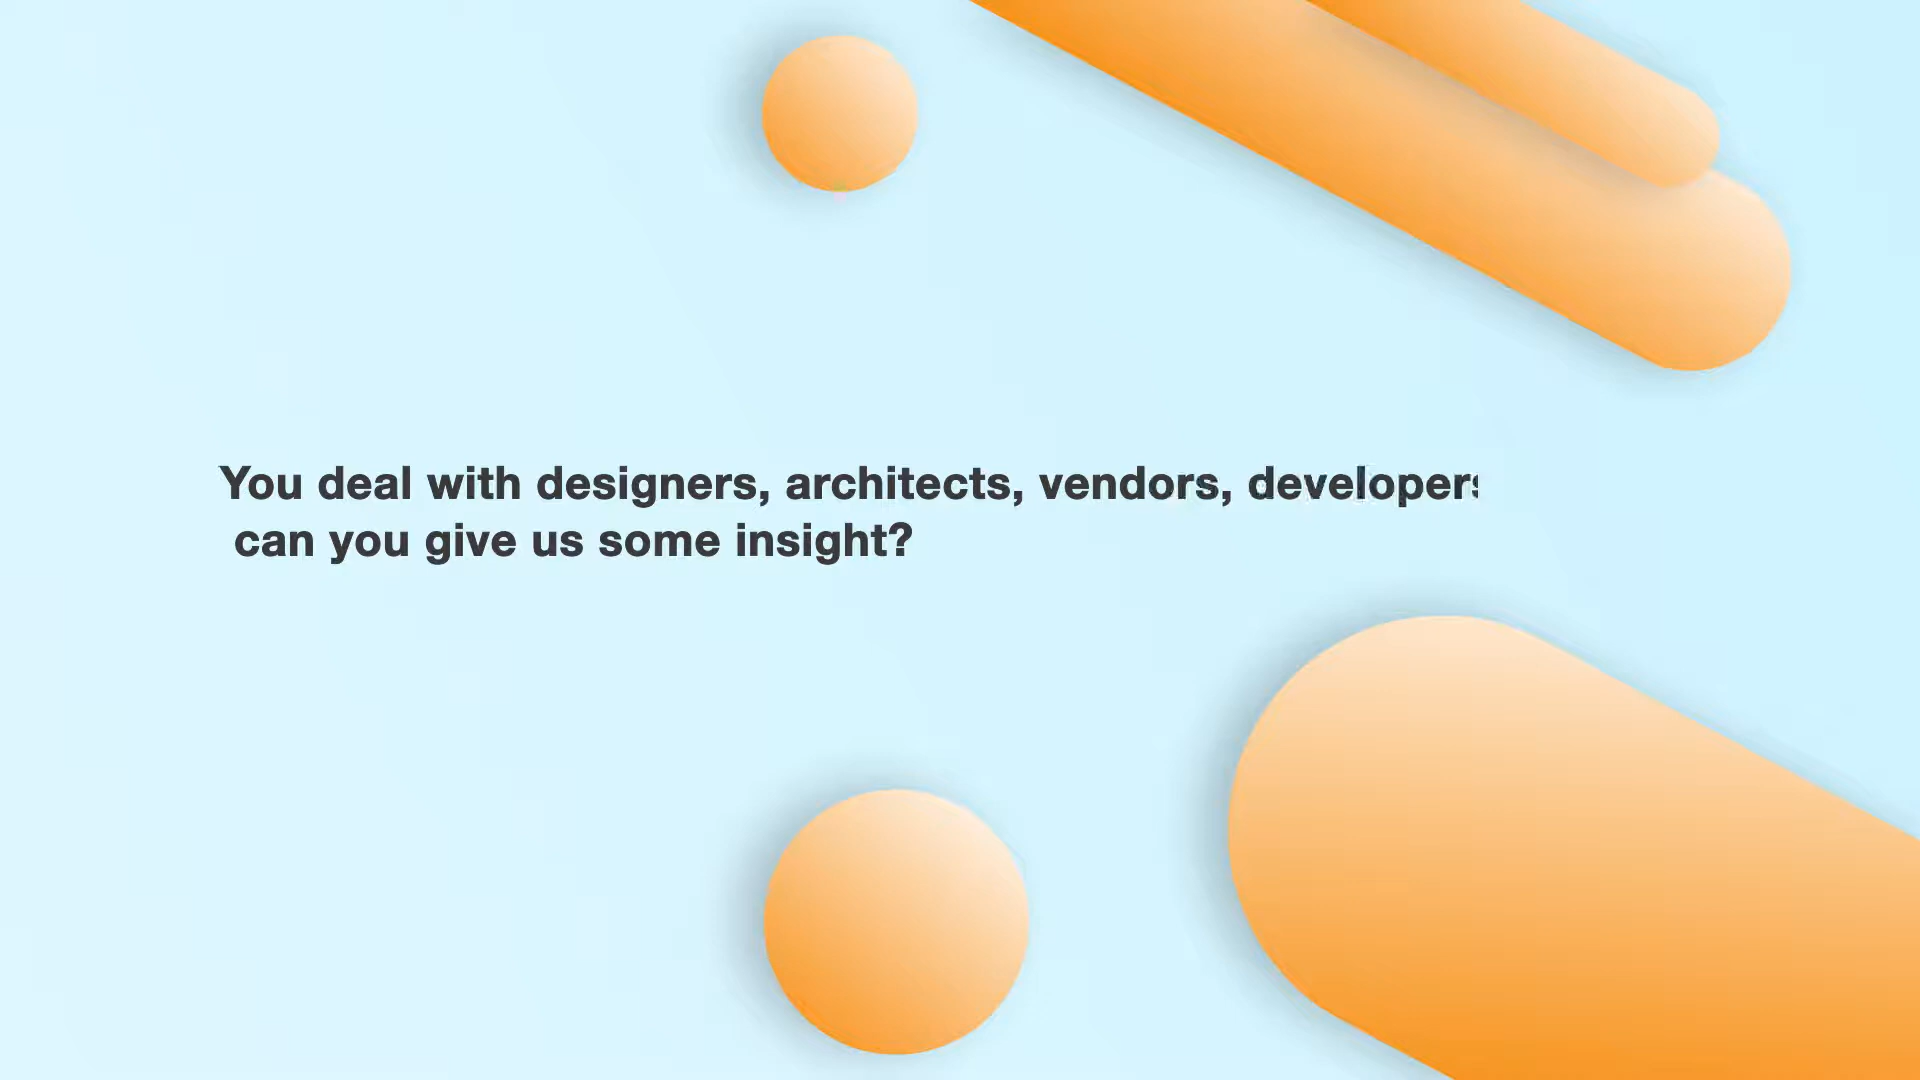 You deal with designers, architects, vendors, developers
can you give us some insight?